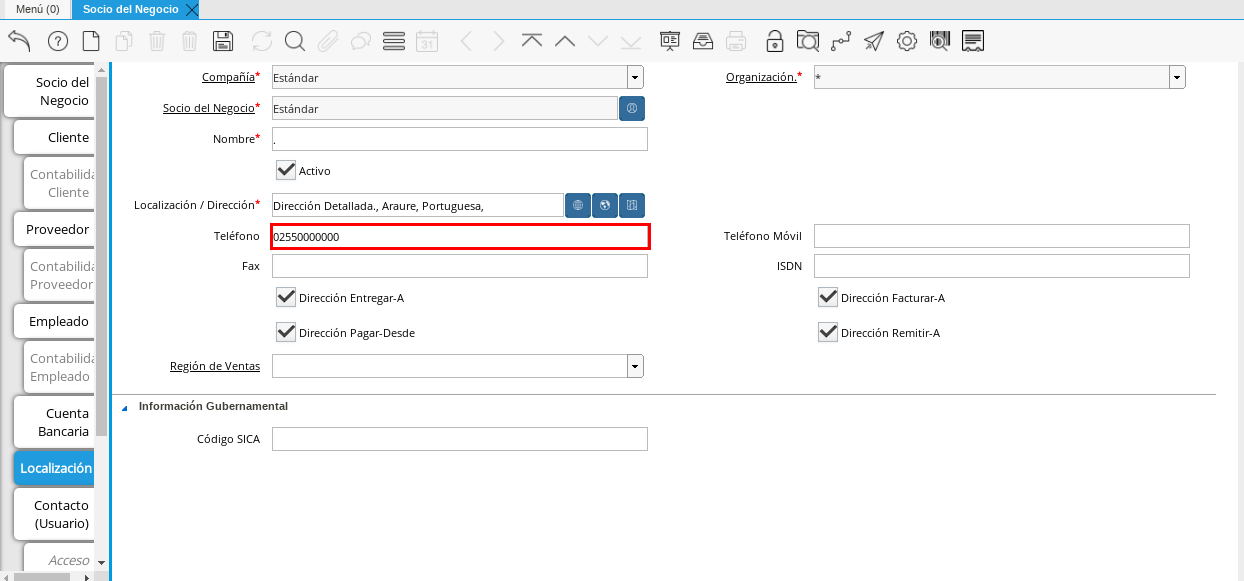 Menú (0)
Socio del Negocio
31
Socio del
Negocio
Cliente
Contabilida
Cliente
Proveedor
Contabilida
Proveedor
Empleado
Contabilida
Empleado
Cuenta
Bancaria
Localización
Contacto
(Usuario)
Acceso
Compañía* Estándar
Organización.* *
Socio del Negocio* Estándar
Nombre* .
Activo
Localización / Dirección* Dirección Detallada., Araure, Portuguesa,
Teléfono 02550000000
Teléfono Móvil
Fax
ISDN
Dirección Entregar-A
Dirección Facturar-A
Dirección Pagar-Desde
Dirección Remitir-A
Región de Ventas
Información Gubernamental
Código SICA